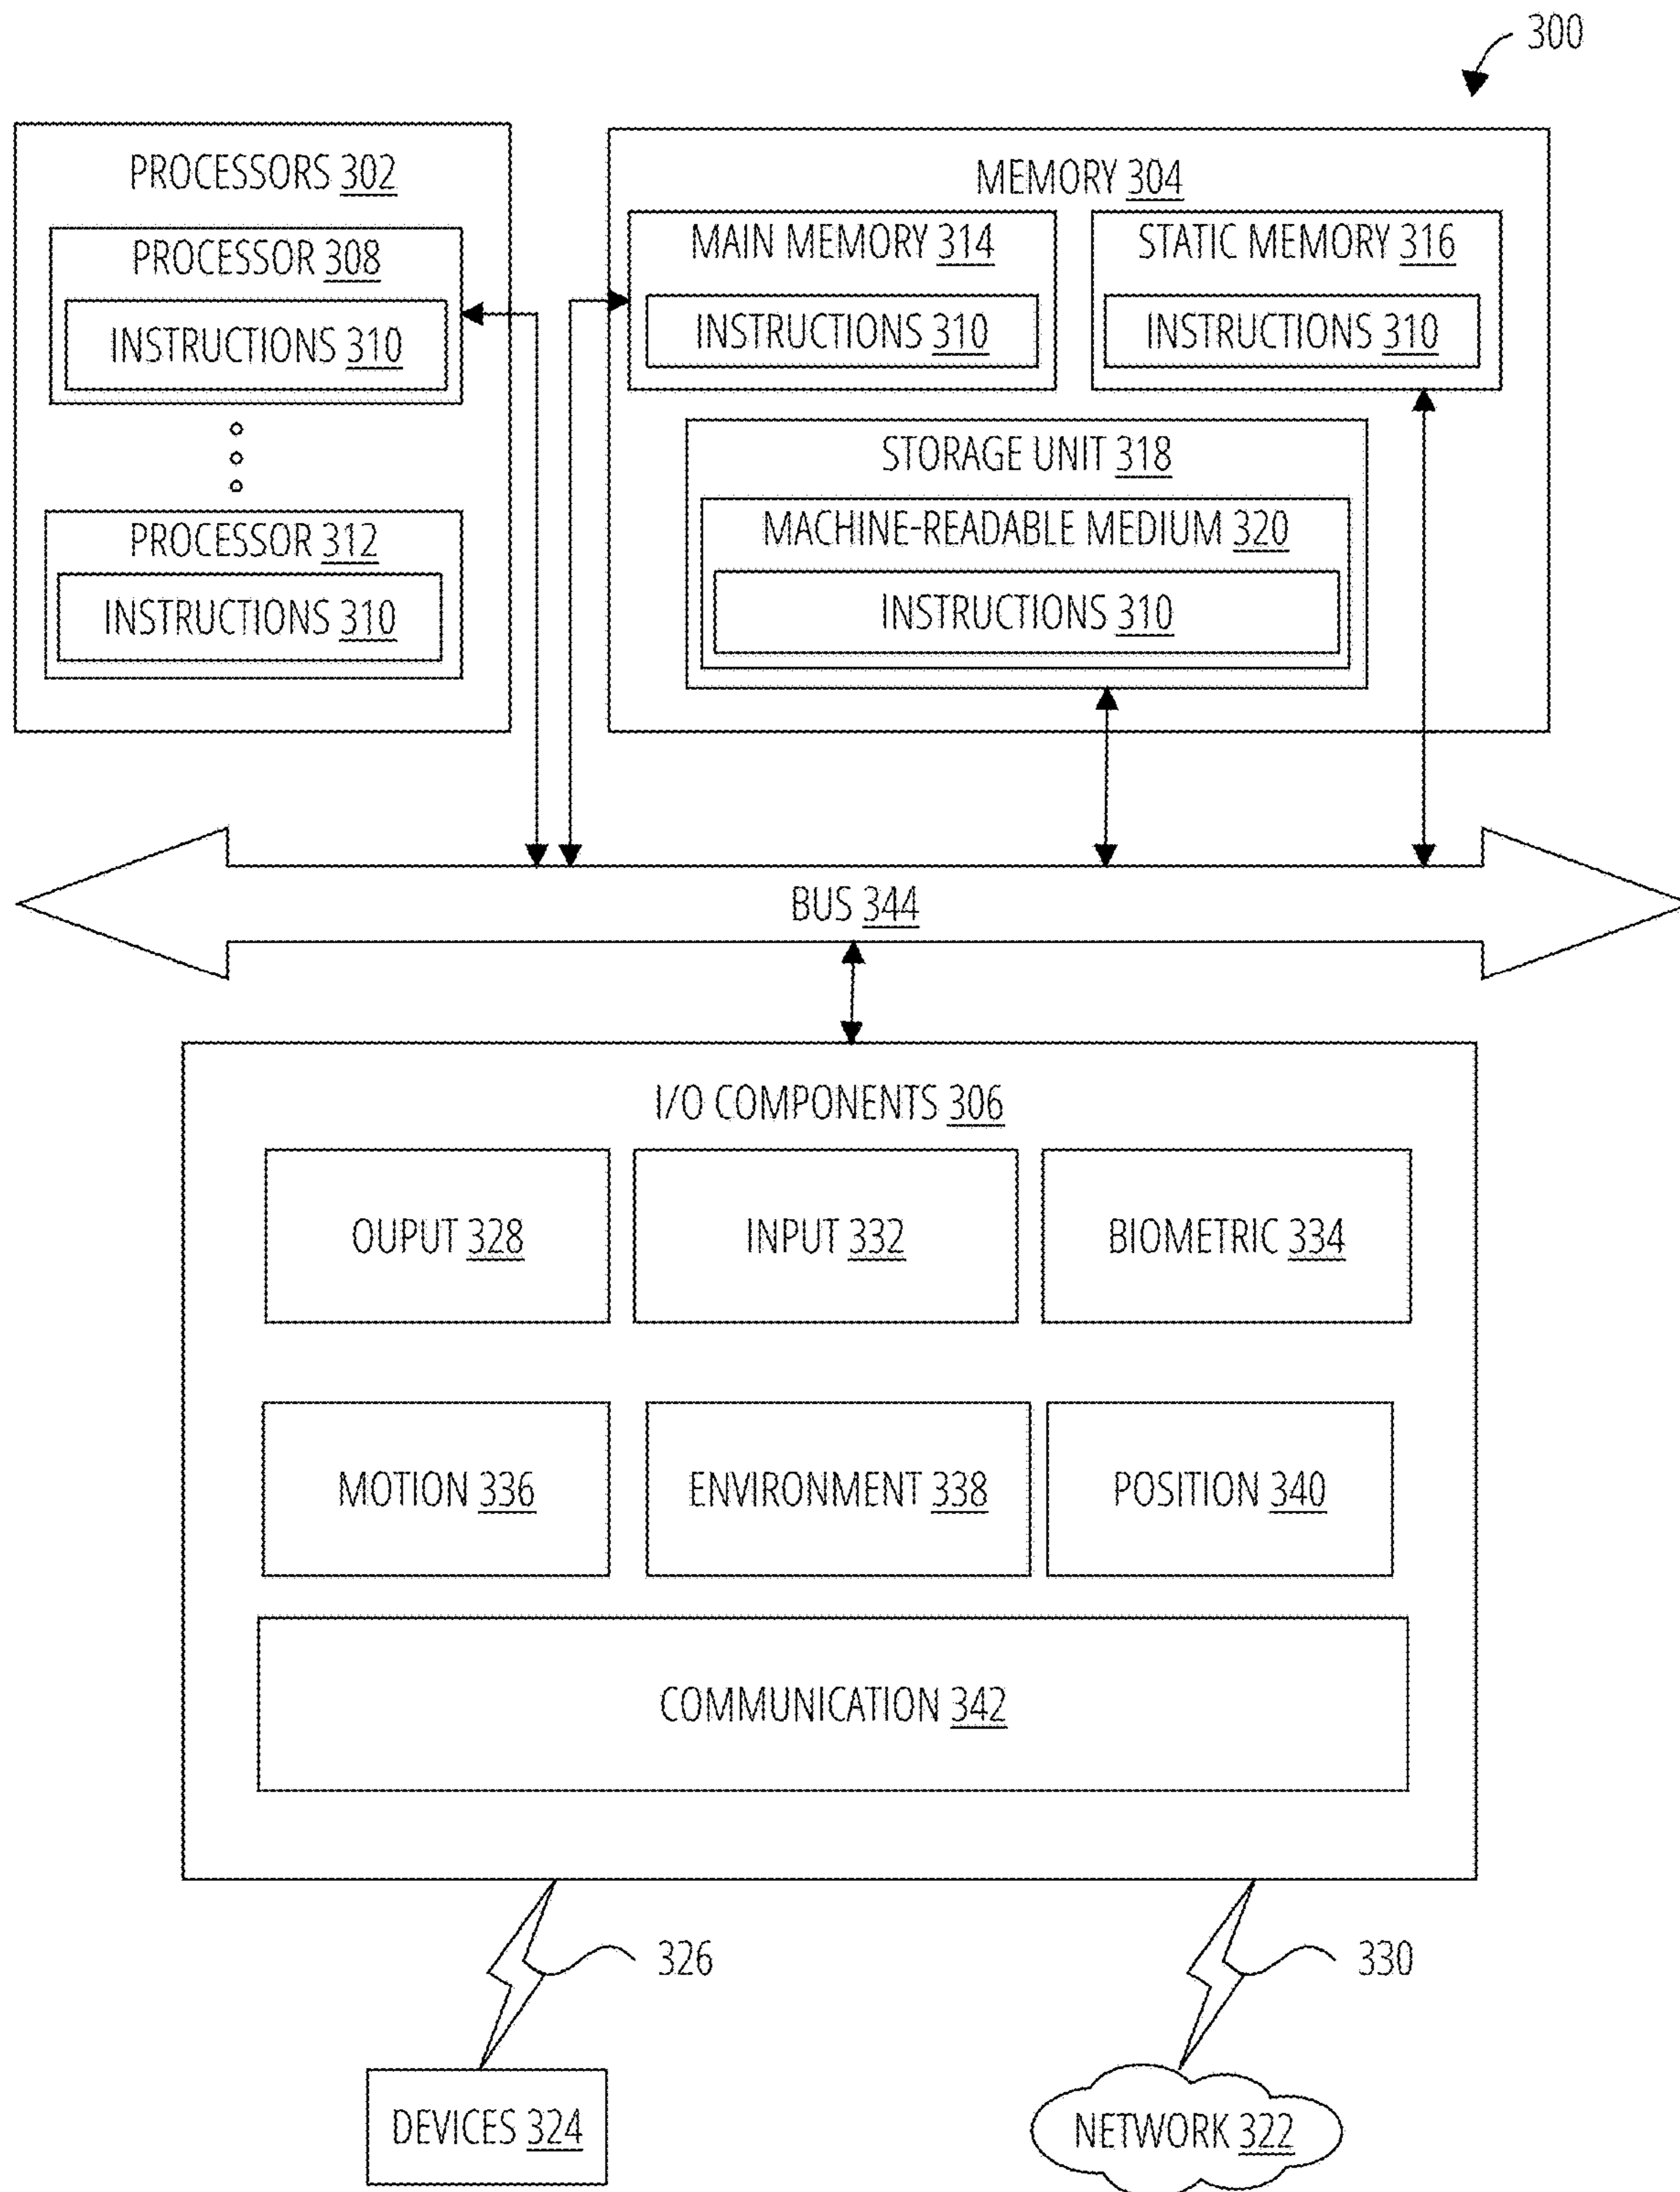 300
PROCESSORS 302
PROCESSOR 308
INSTRUCTIONS 310
PROCESSOR 312
INSTRUCTIONS 310
MEMORY 304
MAIN MEMORY 314
INSTRUCTIONS 310
STATIC MEMORY 316
INSTRUCTIONS 310
STORAGE UNIT 318
MACHINE-READABLE MEDIUM 320
INSTRUCTIONS 310
BUS 344
I/O COMPONENTS 306
OUPUT 328
INPUT 332
BIOMETRIC 334
MOTION 336
ENVIRONMENT 338
POSITION 340
COMMUNICATION 342
326
330
DEVICES 324
NETWORK 322